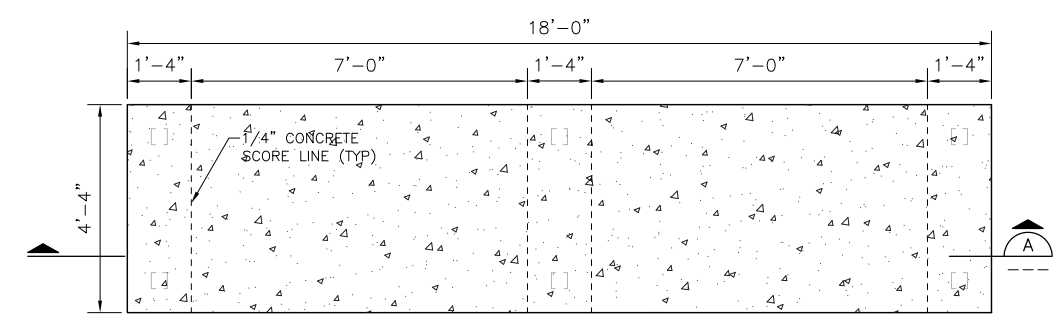 18'-0"
1'-4"
7'-0"
1'-4"
7'-0"
1'-4"
1/4" CONCRETE
SCORE LINE (TYP)
4'-4"
A